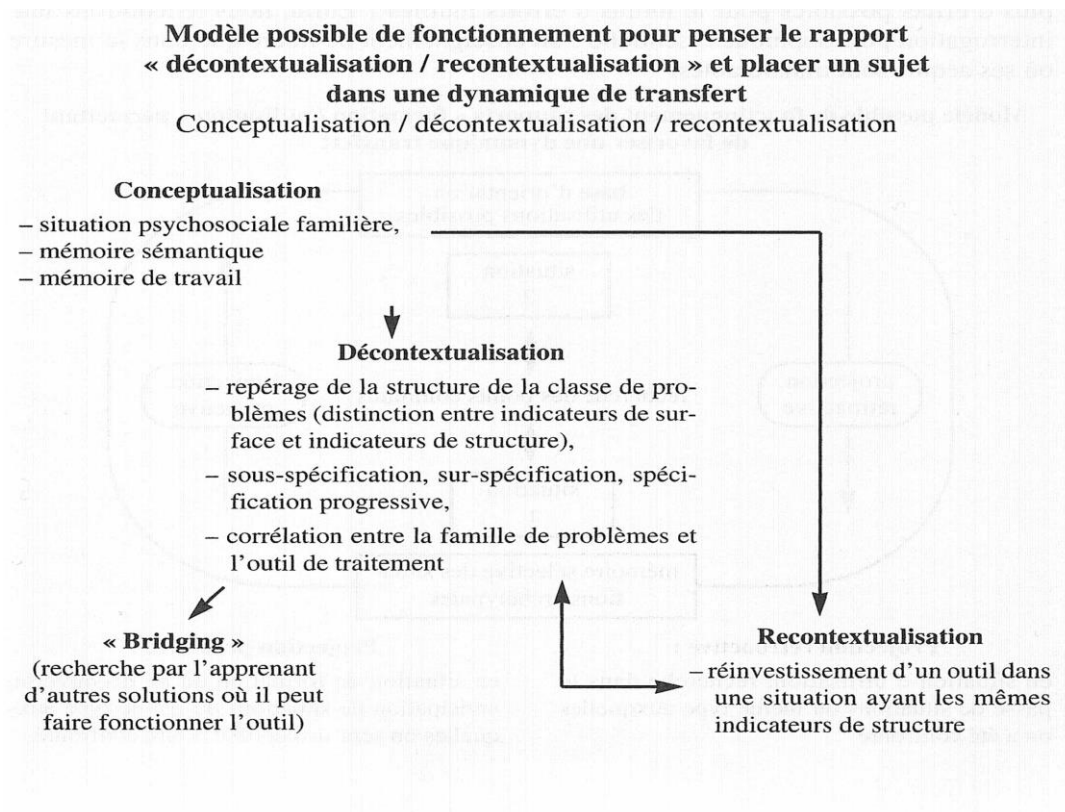 Modèle possible de fonctionnement pour penser le rapport
« décontextualisation / recontextualisation » et placer un sujet
dans une dynamique de transfert
Conceptualisation / décontextualisation / recontextualisation
Conceptualisation
– situation psychosociale familière,
– mémoire sémantique
– mémoire de travail
Décontextualisation
– repérage de la structure de la classe de pro-
blèmes (distinction entre indicateurs de sur-
face et indicateurs de structure),
– sous-spécification, sur-spécification, spéci-
fication progressive,
– corrélation entre la famille de problèmes et
l'outil de traitement
« Bridging »
(recherche par l'apprenant
d'autres solutions où il peut
faire fonctionner l'outil)
Recontextualisation
– réinvestissement d'un outil dans
une situation ayant les mêmes
indicateurs de structure